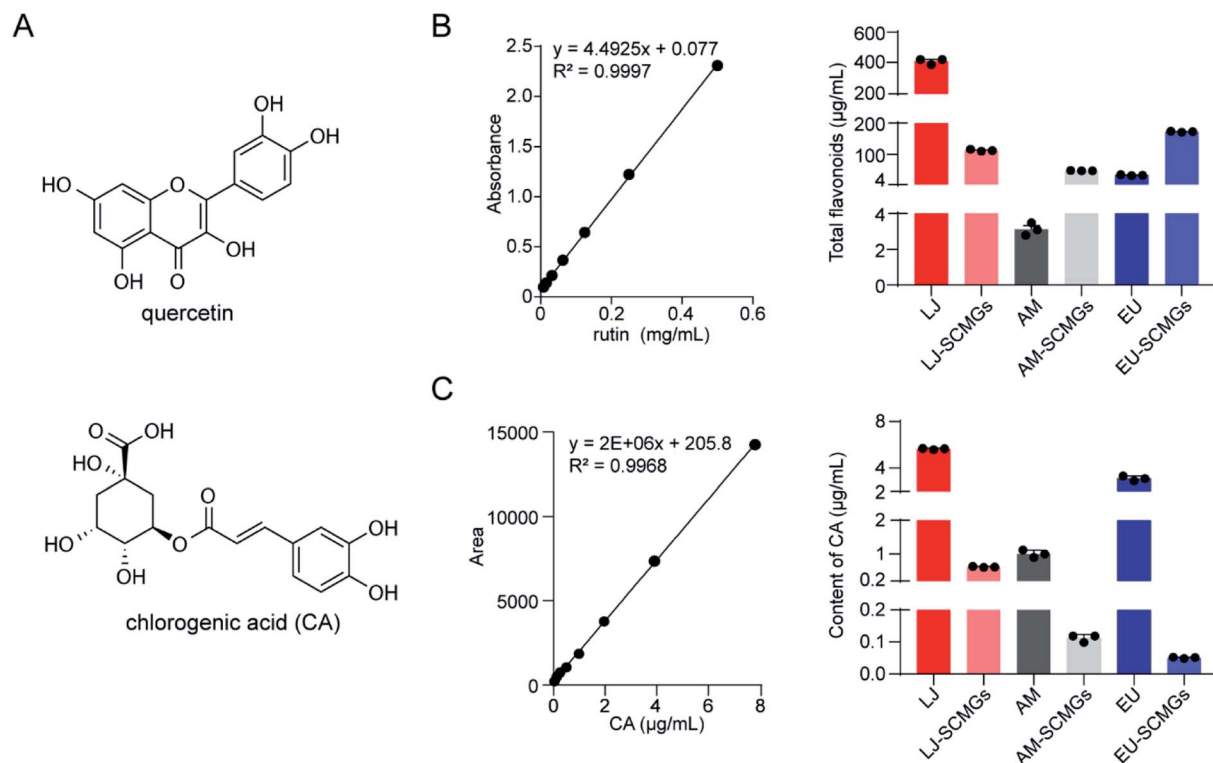 A
OH
OH
HO
O
OH
OH
O
quercetin
O
OH
HO
O
HO
O
OH
OH
OH
chlorogenic acid (CA)
B
y = 4.4925x + 0.077
R² = 0.9997
Absorbance
2.5
2.0
1.5
1.0
0.5
0
0
0.2
0.4
0.6
rutin (mg/mL)
Total flavonoids (μg/mL)
600
400
200
200
100
4
4
2
0
LJ
LJ-SCMGs
AM
AM-SCMGs
EU
EU-SCMGs
C
y = 2E+06x + 205.8
R² = 0.9968
Area
15000
10000
5000
0
0
2
4
6
8
CA (μg/mL)
Content of CA (μg/mL)
8
4
2
2
1
0.2
0.2
0.1
0.0
LJ
LJ-SCMGs
AM
AM-SCMGs
EU
EU-SCMGs